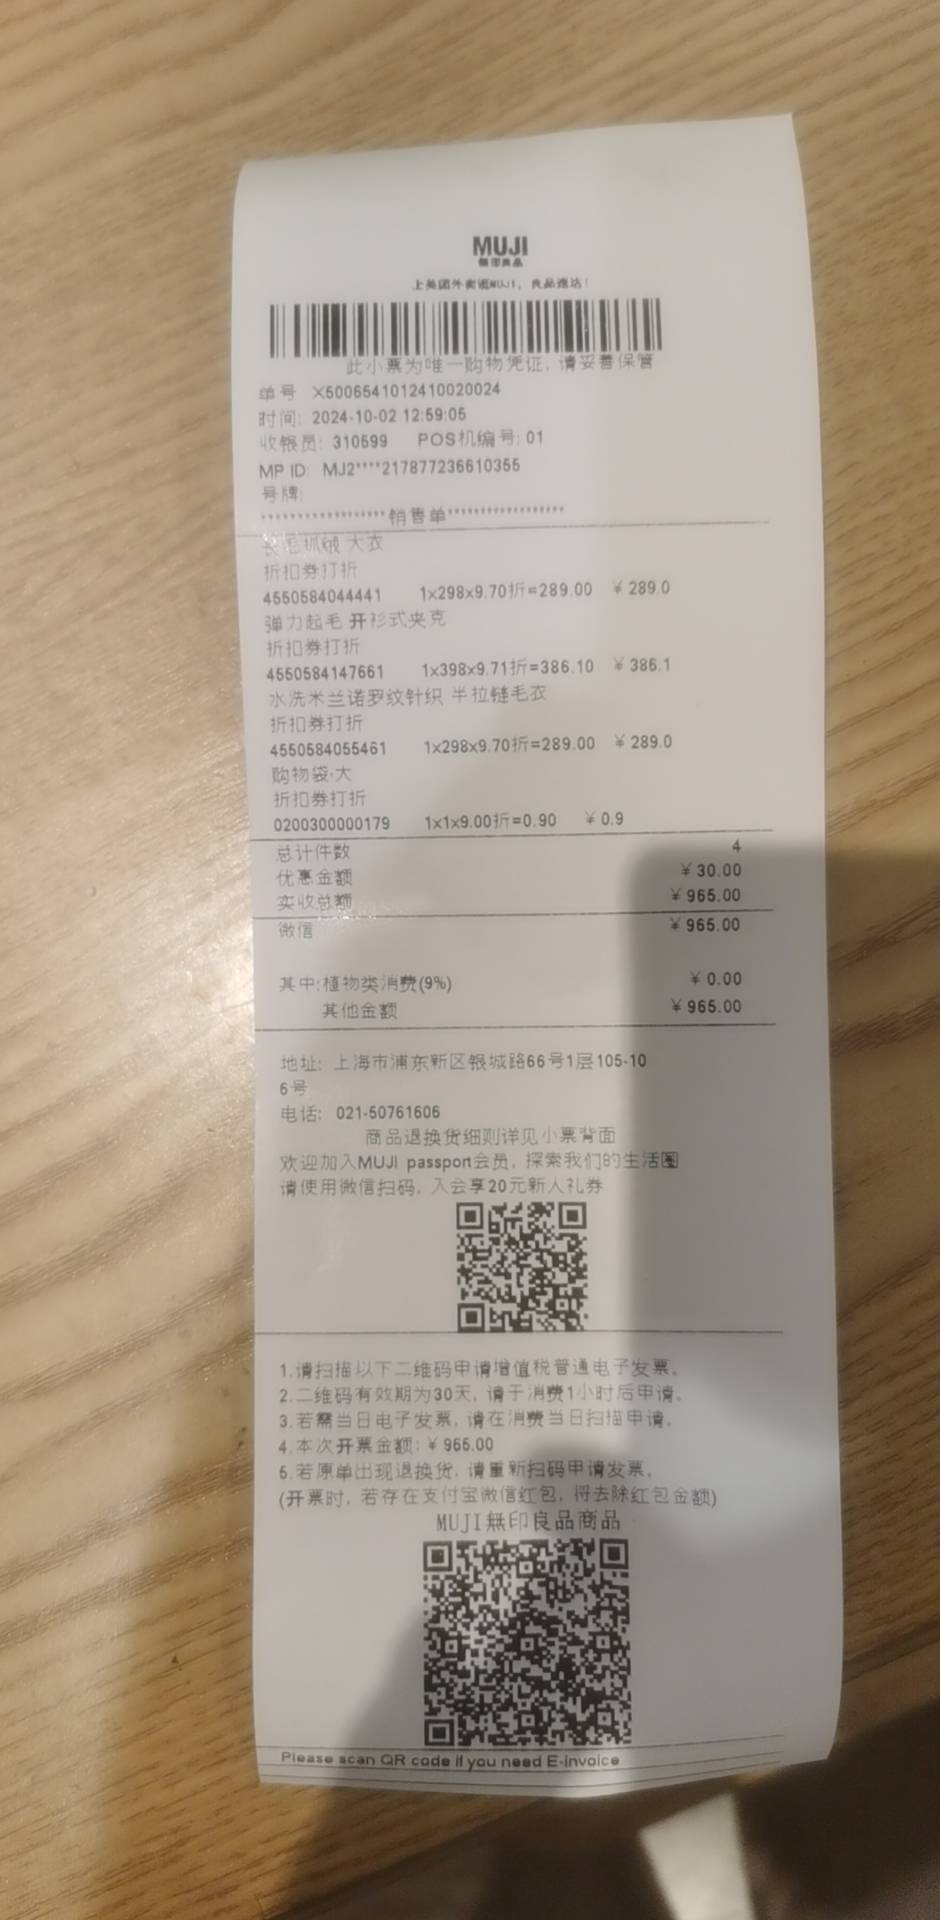 MUJI
無印良品
上美团外卖逛MUJI，良品速达！
此小票为唯一购物凭证，请妥善保管
单号 X5006541012410020024
时间: 2024-10-02 12:59:05
收银员: 310599 POS机编号: 01
MP ID: MJ2****217877236610355
号牌:
******************销售单*****************
抓绒 大衣
折扣券打折
4550584044441 1x298x9.70折=289.00 ￥289.0
弹力起毛 开衫式夹克
折扣券打折
4550584147661 1x398x9.71折=386.10 ￥386.1
水洗米兰诺罗纹针织 半拉链毛衣
折扣券打折
4550584055461 1x298x9.70折=289.00 ￥289.0
购物袋·大
折扣券打折
0200300000179 1x1x9.00折=0.90 ￥0.9
总计件数 4
优惠金额 ￥30.00
实收总额 ￥965.00
微信 ￥965.00
其中:植物类消费(9%) ￥0.00
其他金额 ￥965.00
地址: 上海市浦东新区银城路66号1层105-10
6号
电话: 021-50761606
商品退换货细则详见小票背面
欢迎加入MUJI passport会员，探索我们的生活圈
请使用微信扫码，入会享20元新人礼券
1.请扫描以下二维码申请增值税普通电子发票。
2.二维码有效期为30天，请于消费1小时后申请。
3.若需当日电子发票，请在消费当日扫描申请。
4.本次开票金额:￥965.00
5.若原单出现退换货，请重新扫码申请发票。
(开票时，若存在支付宝微信红包，将去除红包金额)
MUJI無印良品商品
Please scan QR code if you need E-invoice